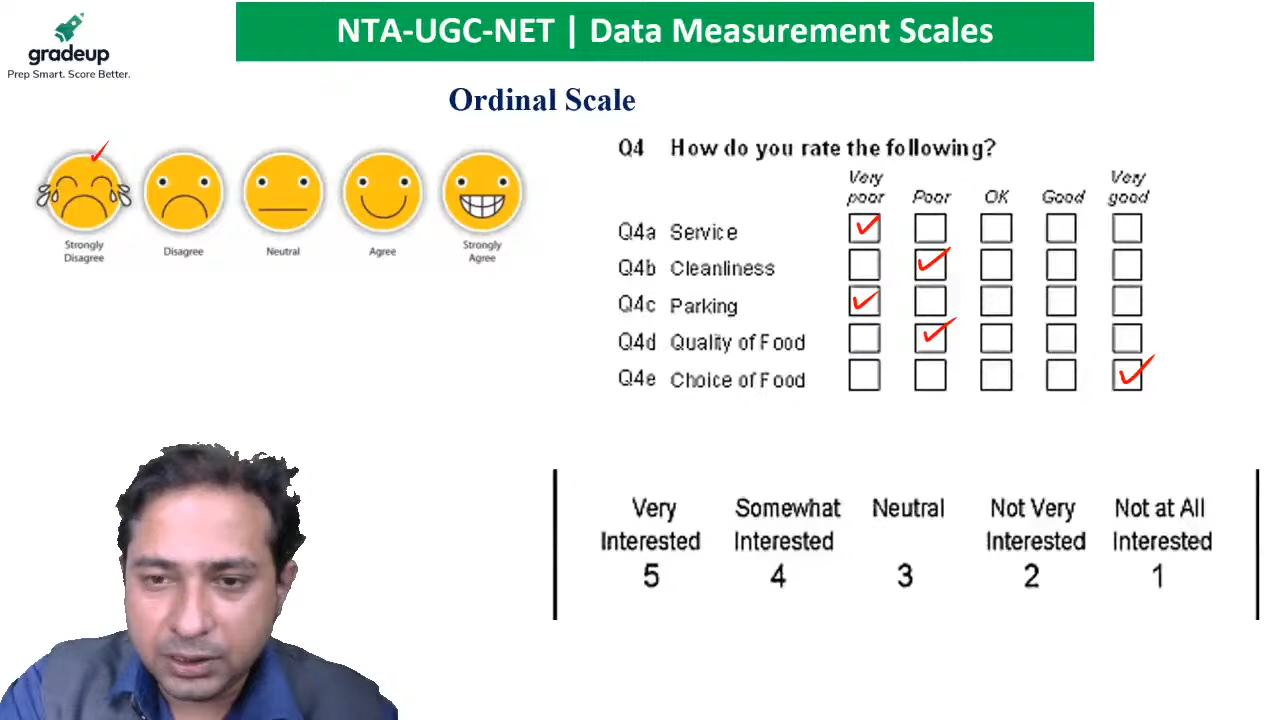 gradeup
Prep Smart. Score Better.
NTA-UGC-NET | Data Measurement Scales
Ordinal Scale
Strongly Disagree
Disagree
Neutral
Agree
Strongly Agree
Q4 How do you rate the following?
Very poor
Poor
OK
Good
Very good
Q4a Service
Q4b Cleanliness
Q4c Parking
Q4d Quality of Food
Q4e Choice of Food
Very Interested
Somewhat Interested
Neutral
Not Very Interested
Not at All Interested
5 4 3 2 1